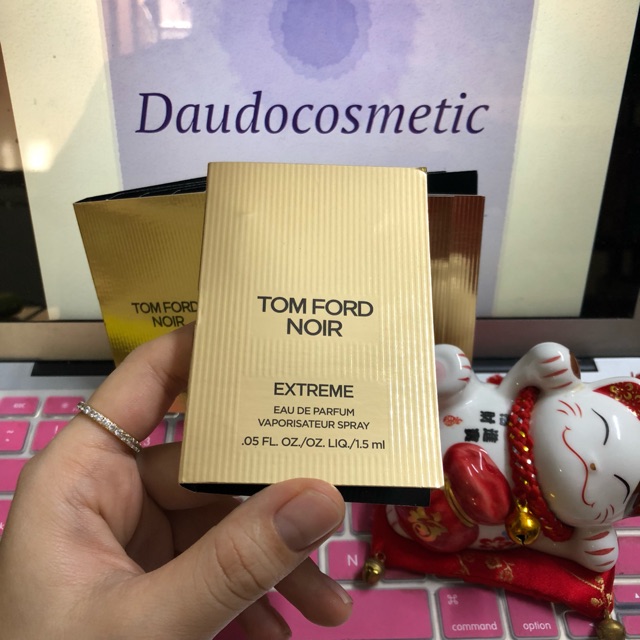 Daudocosmetic
TOM FORD
NOIR
TOM FORD
NOIR
EXTREME
EAU DE PARFUM
VAPORISATEUR SPRAY
.05 FL. OZ./OZ. LIQ./1.5 ml
N
command
option